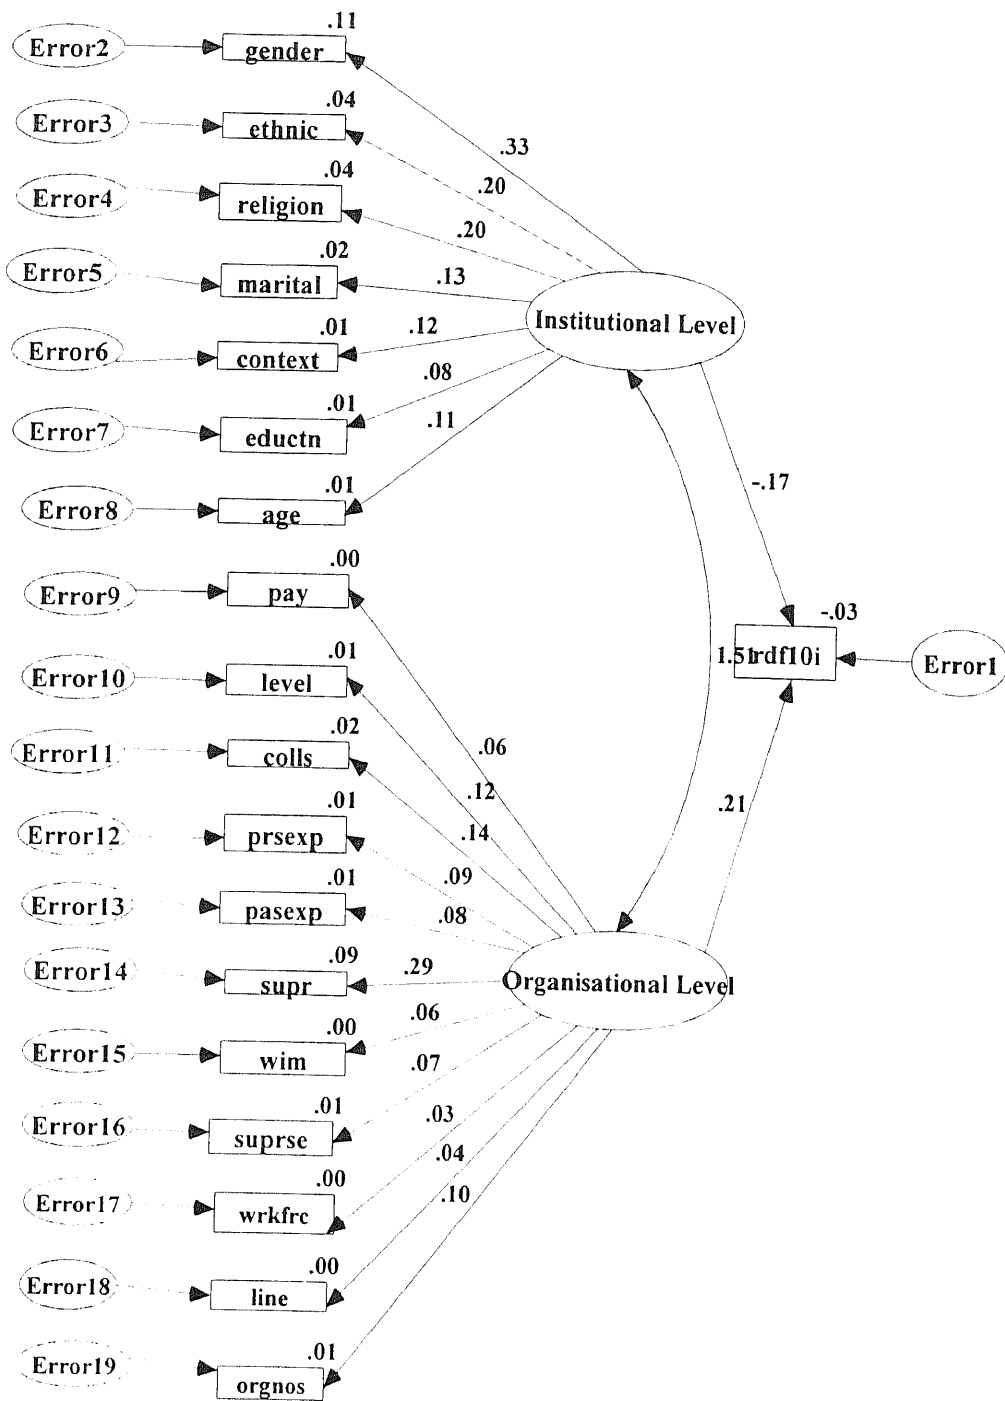 .11
Error2 gender
.33
.04
Error3 ethnic
.20
.04
Error4 religion
.20
.02
Error5 marital
.13
Institutional Level
.01
Error6 context
.12
.08
.01
Error7 eductn
.11
.01
Error8 age
-.17
.00
Error9 pay
-.03
1.51 rdf10i
Error1
.01
Error10 level
.06
.02
Error11 colls
.12
.14
.21
.01
Error12 prsexp
.09
.01
Error13 pasexp
.08
.09
Error14 supr
.29
Organisational Level
.00
Error15 wim
.06
.07
.01
Error16 suprse
.03
.04
.00
Error17 wrkfrc
.10
.00
Error18 line
.01
Error19 orgnos